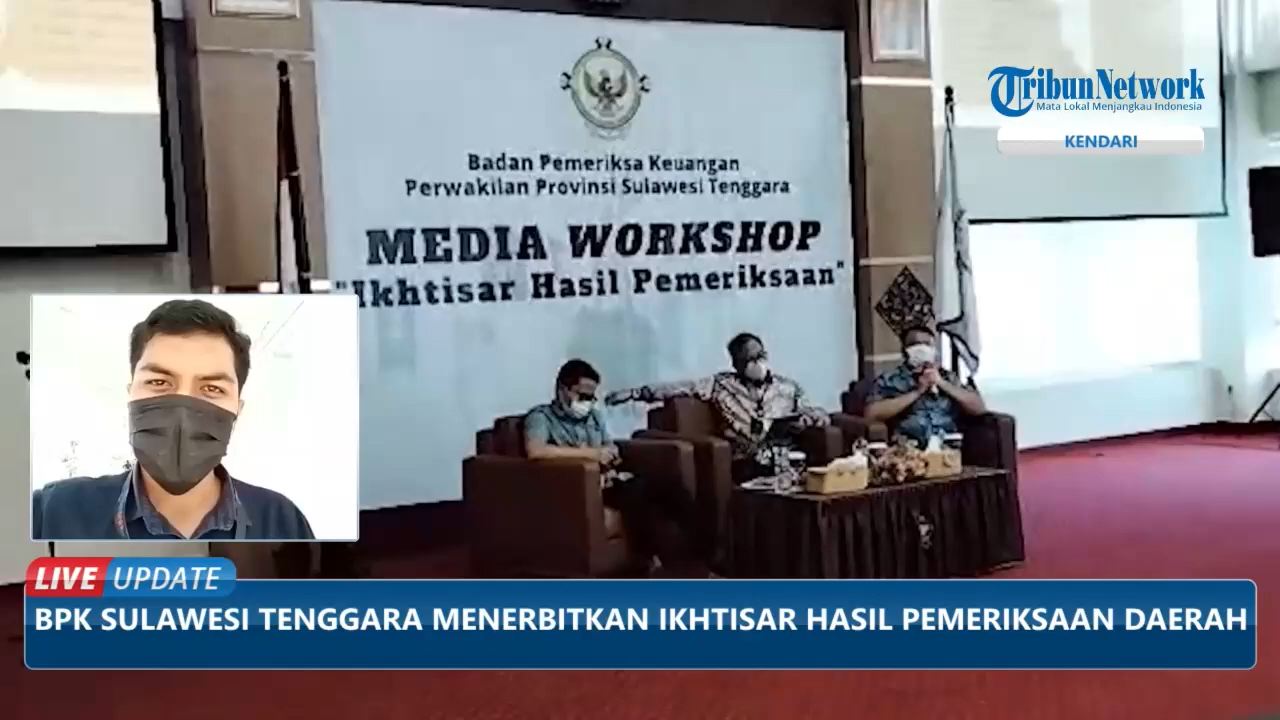 TribunNetwork
Mata Lokal Menjangkau Indonesia
KENDARI
Badan Pemeriksa Keuangan
Perwakilan Provinsi Sulawesi Tenggara
MEDIA WORKSHOP
"Ikhtisar Hasil Pemeriksaan"
LIVE UPDATE
BPK SULAWESI TENGGARA MENERBITKAN IKHTISAR HASIL PEMERIKSAAN DAERAH